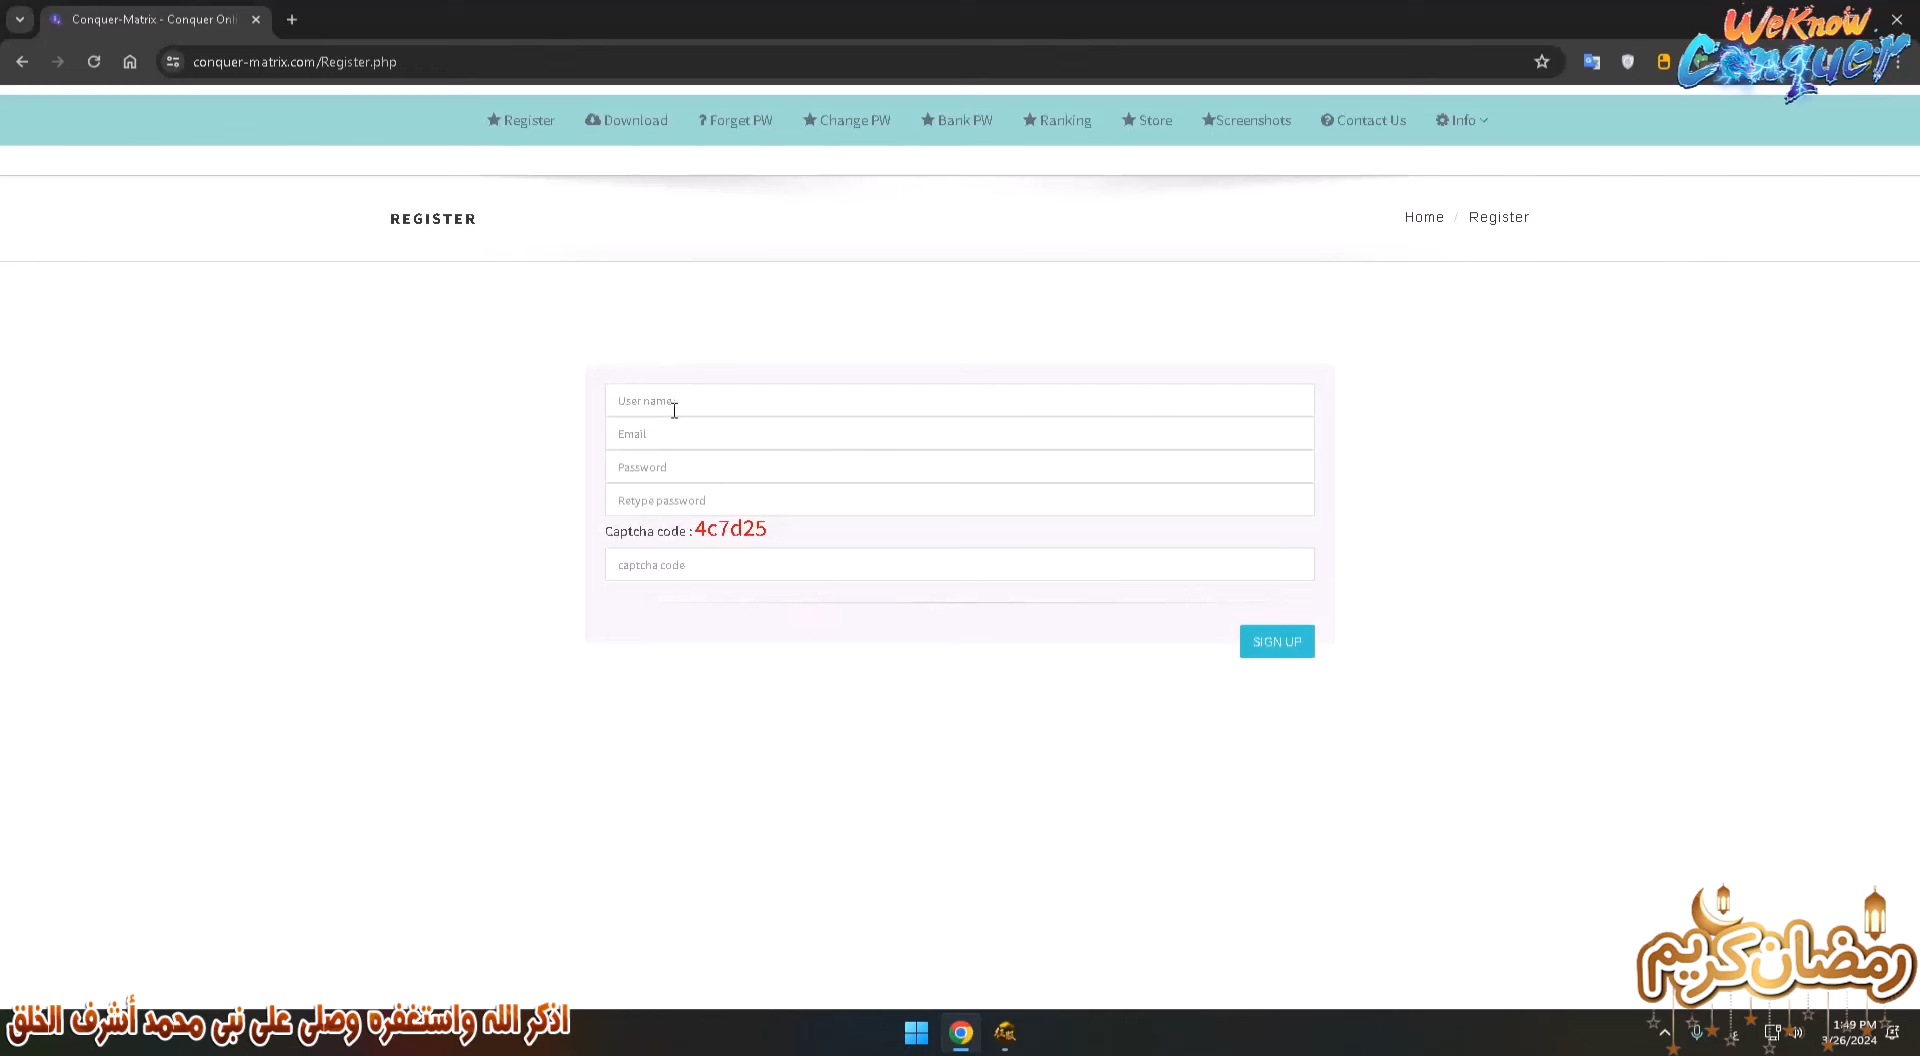 Conquer-Matrix - Conquer Onli
WeKnow
Conquer
conquer-matrix.com/Register.php
Register
Download
? Forget PW
Change PW
Bank PW
Ranking
Store
Screenshots
Contact Us
Info
REGISTER
Home / Register
User name
Email
Password
Retype password
Captcha code : 4c7d25
captcha code
SIGN UP
رمضان كريم
اذكر الله واستغفره وصلى على نبى محمد أشرف الخلق
1:49 PM
3/26/2024